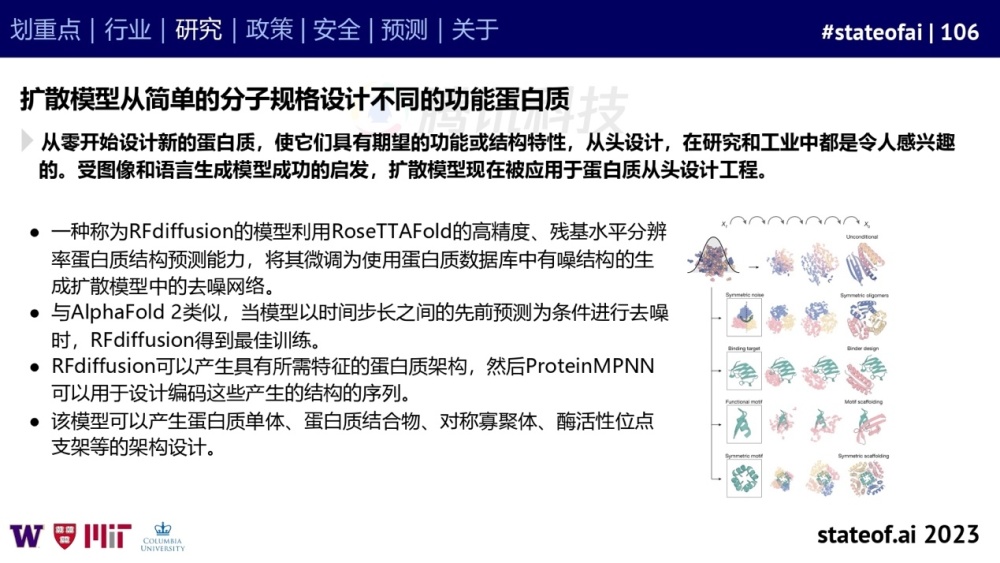 划重点 | 行业 | 研究 | 政策 | 安全 | 预测 | 关于
#stateofai | 106
腾讯科技
扩散模型从简单的分子规格设计不同的功能蛋白质
从零开始设计新的蛋白质，使它们具有期望的功能或结构特性，从头设计，在研究和工业中都是令人感兴趣
的。受图像和语言生成模型成功的启发，扩散模型现在被应用于蛋白质从头设计工程。
● 一种称为RFdiffusion的模型利用RoseTTAFold的高精度、残基水平分辨
率蛋白质结构预测能力，将其微调为使用蛋白质数据库中有噪结构的生
成扩散模型中的去噪网络。
● 与AlphaFold 2类似，当模型以时间步长之间的先前预测为条件进行去噪
时，RFdiffusion得到最佳训练。
● RFdiffusion可以产生具有所需特征的蛋白质架构，然后ProteinMPNN
可以用于设计编码这些产生的结构的序列。
● 该模型可以产生蛋白质单体、蛋白质结合物、对称寡聚体、酶活性位点
支架等的架构设计。
X_T X_0
Unconditional
Symmetric noise Symmetric oligomers
Binding target Binder design
Functional motif Motif scaffolding
Symmetric motif Symmetric scaffolding
W MIT COLUMBIA
UNIVERSITY
stateof.ai 2023